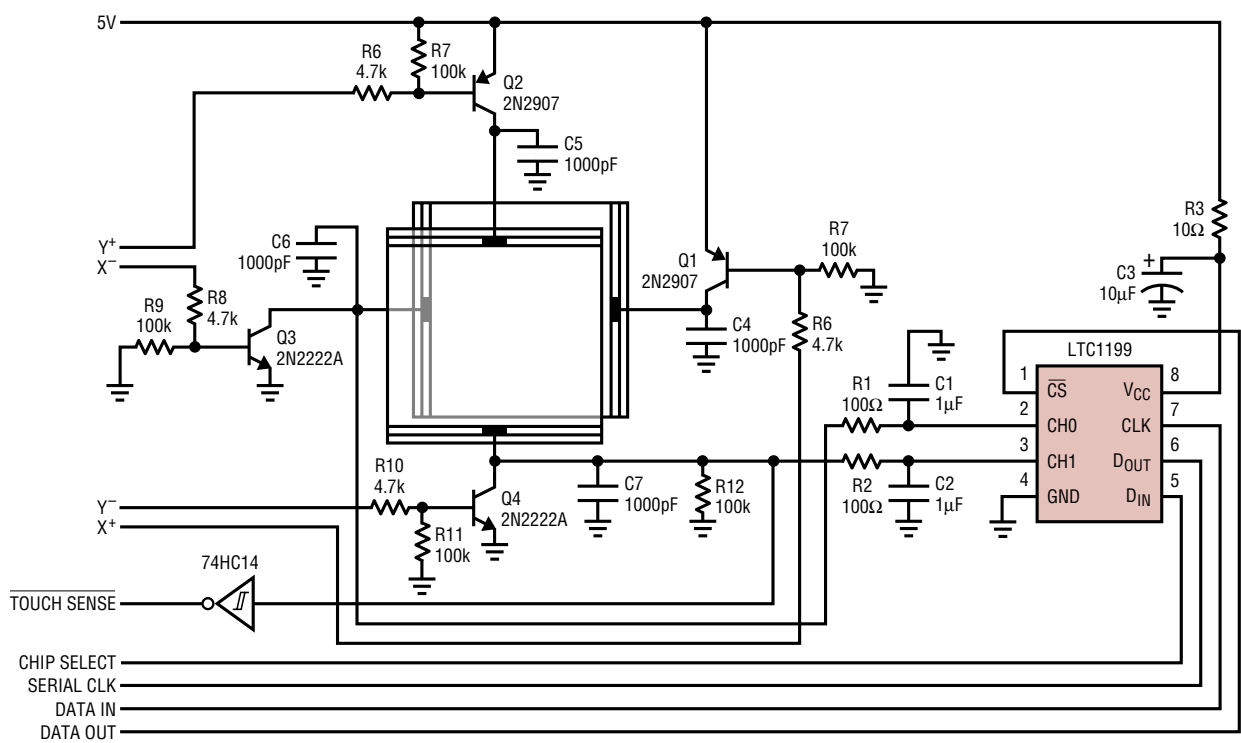 5V
R6
4.7k
R7
100k
Q2
2N2907
C5
1000pF
Y+
X−
C6
1000pF
R9
100k
R8
4.7k
Q3
2N2222A
Q1
2N2907
R7
100k
C4
1000pF
R6
4.7k
R3
10Ω
+
C3
10µF
LTC1199
R1
100Ω
C1
1µF
1
CS
VCC
8
2
CH0
CLK
7
3
CH1
DOUT
6
4
GND
DIN
5
R10
4.7k
Y−
X+
Q4
2N2222A
R11
100k
C7
1000pF
R12
100k
R2
100Ω
C2
1µF
74HC14
TOUCH SENSE
CHIP SELECT
SERIAL CLK
DATA IN
DATA OUT